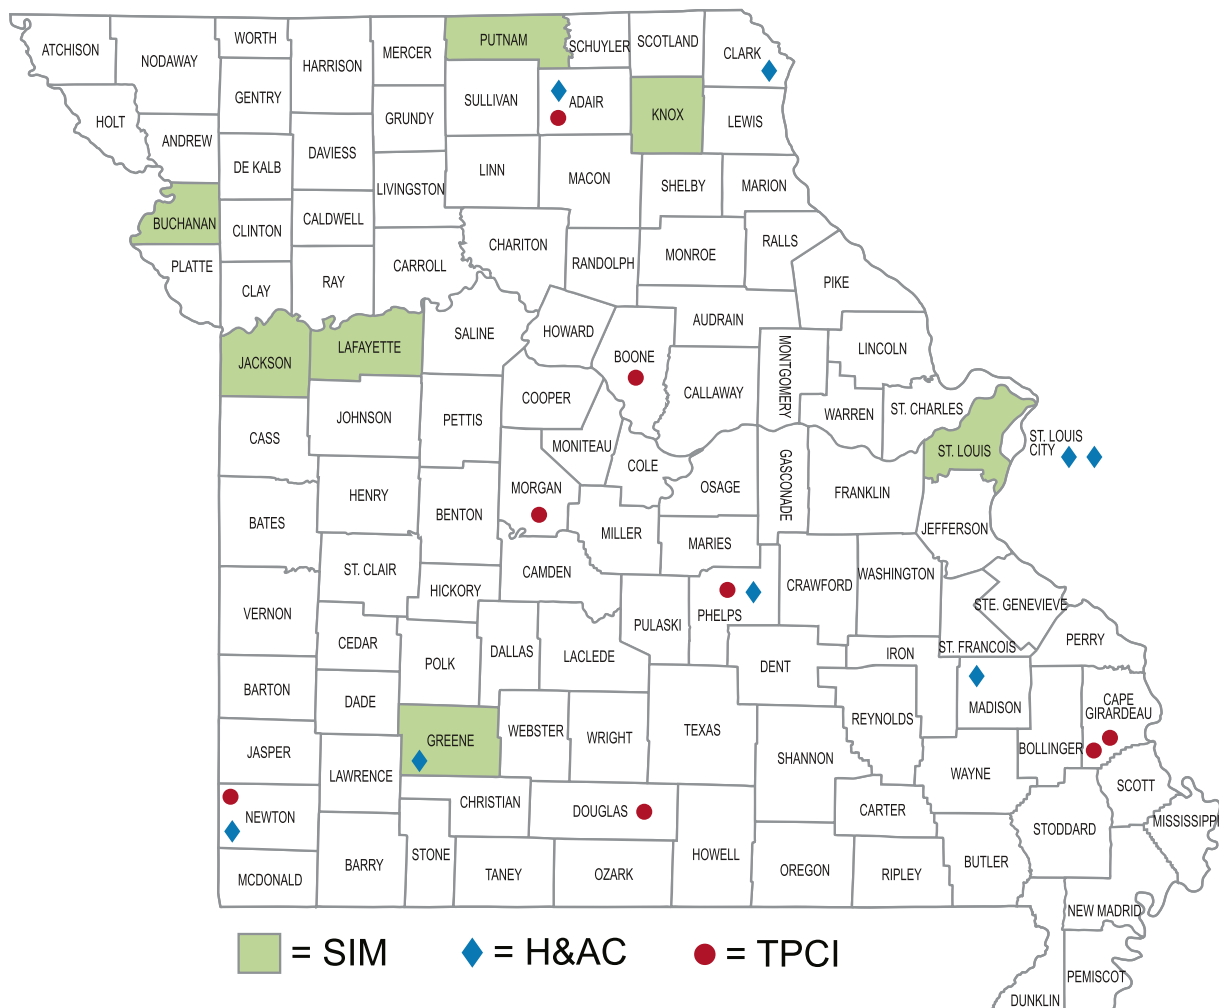 ATCHISON
NODAWAY
WORTH
HARRISON
MERCER
PUTNAM
SCHUYLER
SCOTLAND
CLARK
HOLT
ANDREW
GENTRY
GRUNDY
SULLIVAN
ADAIR
KNOX
LEWIS
DE KALB
DAVIESS
LIVINGSTON
LINN
MACON
SHELBY
MARION
BUCHANAN
CLINTON
CALDWELL
CHARITON
RANDOLPH
MONROE
RALLS
PLATTE
CLAY
RAY
CARROLL
PIKE
JACKSON
LAFAYETTE
SALINE
HOWARD
BOONE
AUDRAIN
MONTGOMERY
LINCOLN
CALLAWAY
WARREN
ST. CHARLES
CASS
JOHNSON
PETTIS
COOPER
MONITEAU
COLE
OSAGE
GASCONADE
FRANKLIN
ST. LOUIS
ST. LOUIS
CITY
BATES
HENRY
BENTON
MORGAN
MILLER
MARIES
JEFFERSON
ST. CLAIR
HICKORY
CAMDEN
PULASKI
PHELPS
CRAWFORD
WASHINGTON
STE. GENEVIEVE
VERNON
CEDAR
POLK
DALLAS
LACLEDE
DENT
IRON
ST. FRANCOIS
PERRY
BARTON
DADE
GREENE
WEBSTER
WRIGHT
TEXAS
SHANNON
REYNOLDS
MADISON
BOLLINGER
CAPE
GIRARDEAU
JASPER
LAWRENCE
CHRISTIAN
DOUGLAS
CARTER
WAYNE
SCOTT
NEWTON
STONE
BARRY
TANEY
OZARK
HOWELL
OREGON
RIPLEY
BUTLER
STODDARD
MISSISSIPPI
MCDONALD
NEW MADRID
PEMISCOT
DUNKLIN
= SIM
= H&AC
= TPCI